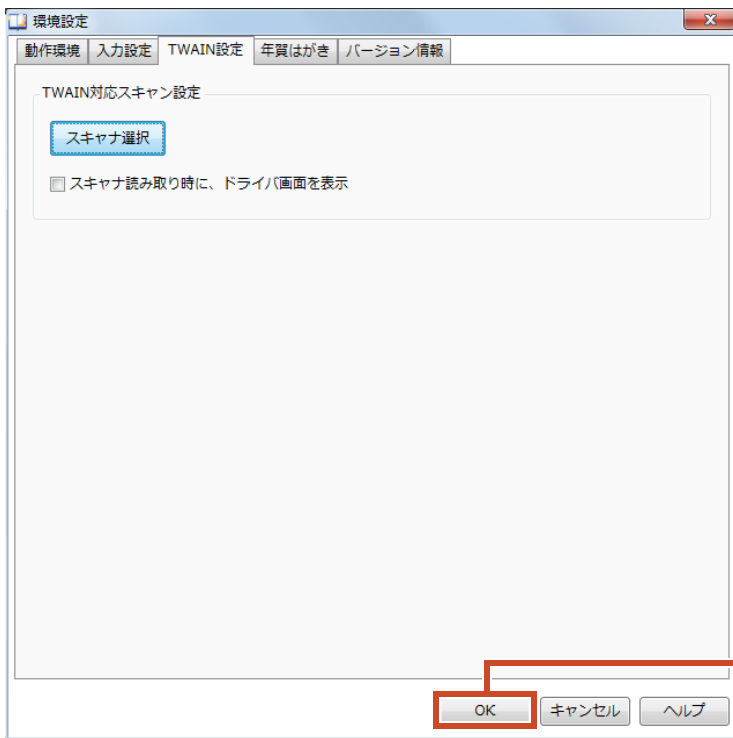 環境設定
動作環境 入力設定 TWAIN設定 年賀はがき バージョン情報
TWAIN対応スキャン設定
スキャナ選択
スキャナ読み取り時に、ドライバ画面を表示
OK キャンセル ヘルプ